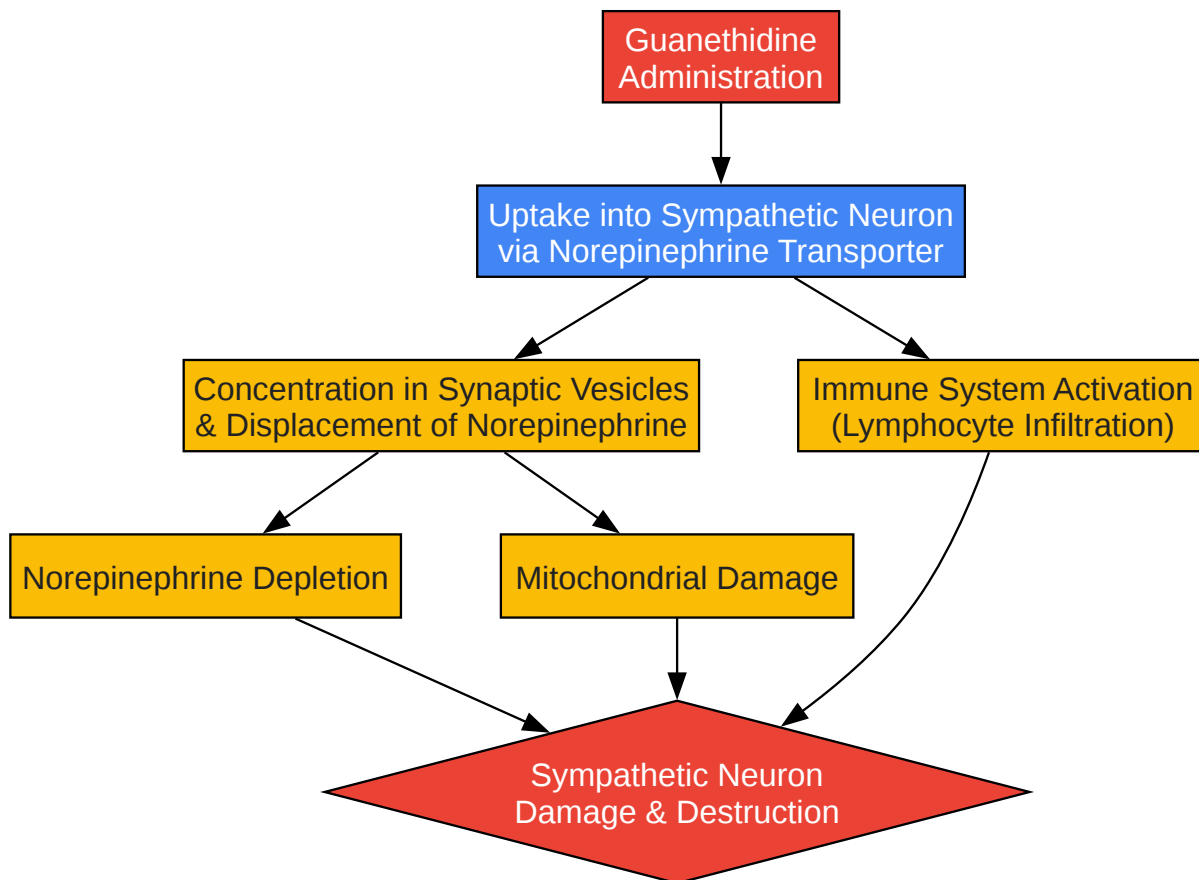 Guanethidine
Administration
Uptake into Sympathetic Neuron
via Norepinephrine Transporter
Concentration in Synaptic Vesicles
& Displacement of Norepinephrine
Immune System Activation
(Lymphocyte Infiltration)
Norepinephrine Depletion
Mitochondrial Damage
Sympathetic Neuron
Damage & Destruction